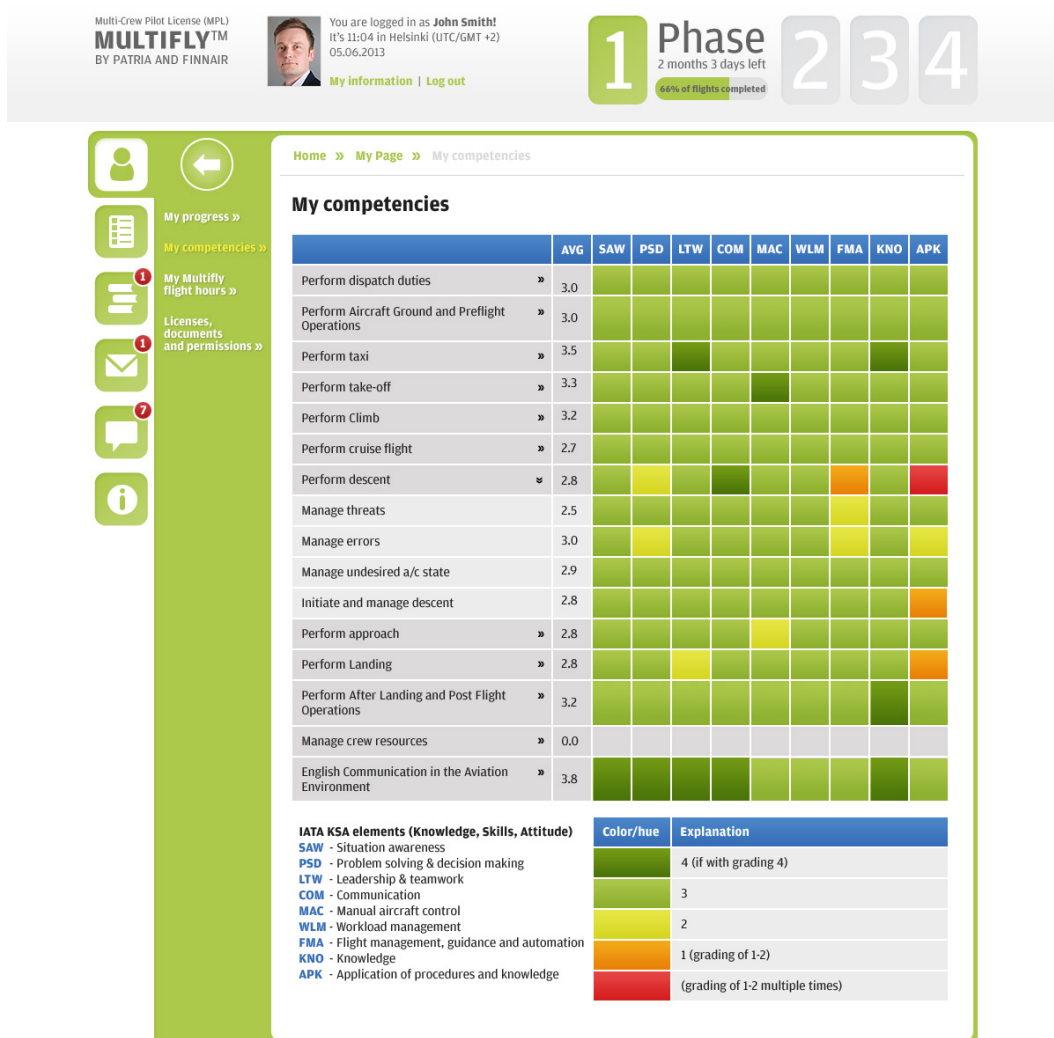 Multi-Crew Pilot License (MPL)
MULTIFLY™
BY PATRIA AND FINNAIR
You are logged in as John Smith!
It's 11:04 in Helsinki (UTC/GMT +2)
05.06.2013
My information | Log out
1
Phase
2 months 3 days left
66% of flights completed
2 3 4
Home » My Page » My competencies
My progress »
My competencies »
1
My Multifly
flight hours »
Licenses,
documents
and permissions »
1
7
My competencies
AVG SAW PSD LTW COM MAC WLM FMA KNO APK
Perform dispatch duties » 3.0
Perform Aircraft Ground and Preflight » 3.0
Operations
Perform taxi » 3.5
Perform take-off » 3.3
Perform Climb » 3.2
Perform cruise flight » 2.7
Perform descent » 2.8
Manage threats 2.5
Manage errors 3.0
Manage undesired a/c state 2.9
Initiate and manage descent 2.8
Perform approach » 2.8
Perform Landing » 2.8
Perform After Landing and Post Flight » 3.2
Operations
Manage crew resources » 0.0
English Communication in the Aviation » 3.8
Environment
IATA KSA elements (Knowledge, Skills, Attitude)
SAW - Situation awareness
PSD - Problem solving & decision making
LTW - Leadership & teamwork
COM - Communication
MAC - Manual aircraft control
WLM - Workload management
FMA - Flight management, guidance and automation
KNO - Knowledge
APK - Application of procedures and knowledge
Color/hue Explanation
4 (if with grading 4)
3
2
1 (grading of 1-2)
(grading of 1-2 multiple times)